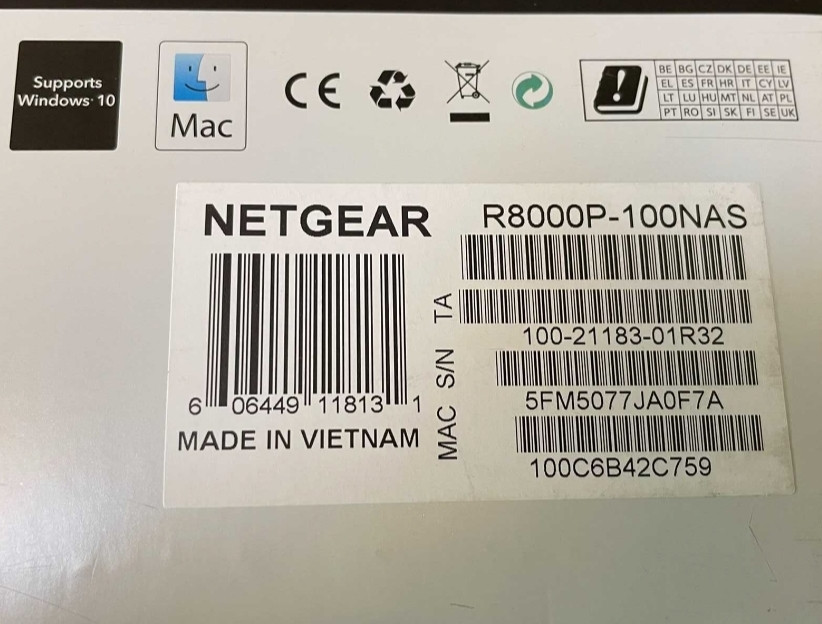 Supports
Windows 10
Mac
CE
BE BG CZ DK DE EE IE
EL ES FR HR IT CY LV
LT LU HU MT NL AT PL
PT RO SI SK FI SE UK
NETGEAR
R8000P-100NAS
6 06449 11813 1
MADE IN VIETNAM
TA
100-21183-01R32
S/N
5FM5077JA0F7A
MAC
100C6B42C759